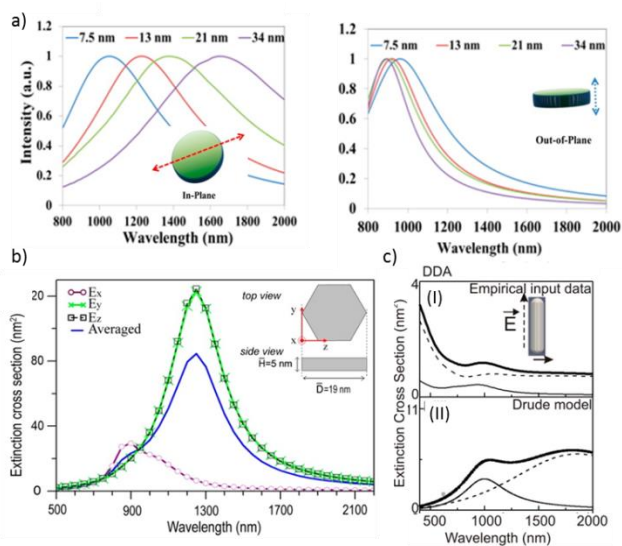 a)
1.2
1
0.8
0.6
0.4
0.2
0
Intensity (a.u.)
7.5 nm 13 nm 21 nm 34 nm
In-Plane
800 1000 1200 1400 1600 1800 2000
Wavelength (nm)
1.2
1
0.8
0.6
0.4
0.2
0
7.5 nm 13 nm 21 nm 34 nm
Out-of-Plane
800 1000 1200 1400 1600 1800 2000
Wavelength (nm)
b)
Extinction cross section (nm²)
20
80
60
40
20
0
Ex
Ey
Ez
Averaged
top view
y
x z
side view
H=5 nm
D=19 nm
500 900 1300 1700 2100
Wavelength (nm)
c)
DDA
Extinction Cross Section (nm²)
4
(I) Empirical input data
E
0
11
(II) Drude model
0
500 1000 1500 2000
Wavelength (nm)